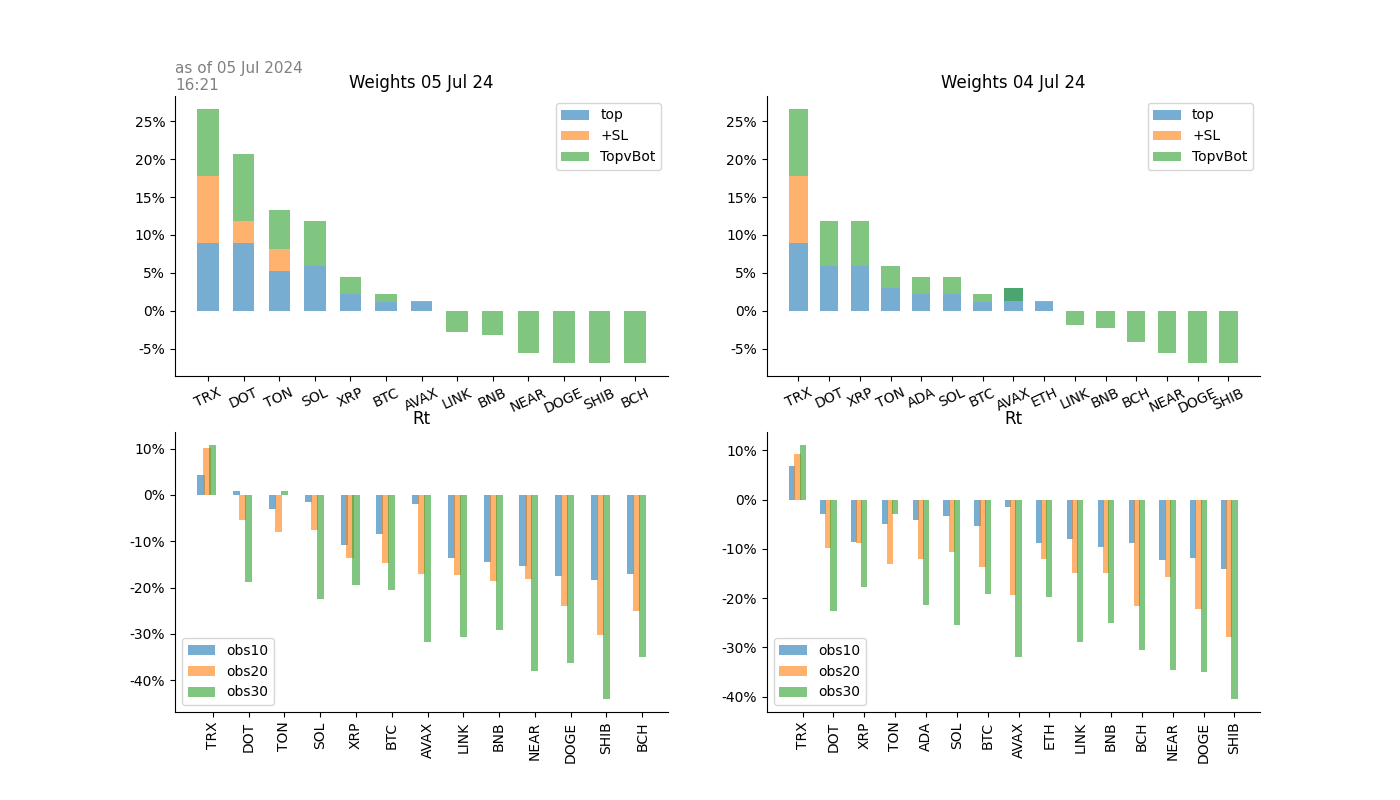 as of 05 Jul 2024
16:21
Weights 05 Jul 24
25%
20%
15%
10%
5%
0%
-5%
top
+SL
TopvBot
TRX DOT TON SOL XRP BTC AVAX LINK BNB NEAR DOGE SHIB BCH
Weights 04 Jul 24
25%
20%
15%
10%
5%
0%
-5%
top
+SL
TopvBot
TRX DOT XRP TON ADA SOL BTC AVAX ETH LINK BNB BCH NEAR DOGE SHIB
Rt
10%
0%
-10%
-20%
-30%
-40%
obs10
obs20
obs30
TRX DOT TON SOL XRP BTC AVAX LINK BNB NEAR DOGE SHIB BCH
Rt
10%
0%
-10%
-20%
-30%
-40%
obs10
obs20
obs30
TRX DOT XRP TON ADA SOL BTC AVAX ETH LINK BNB BCH NEAR DOGE SHIB